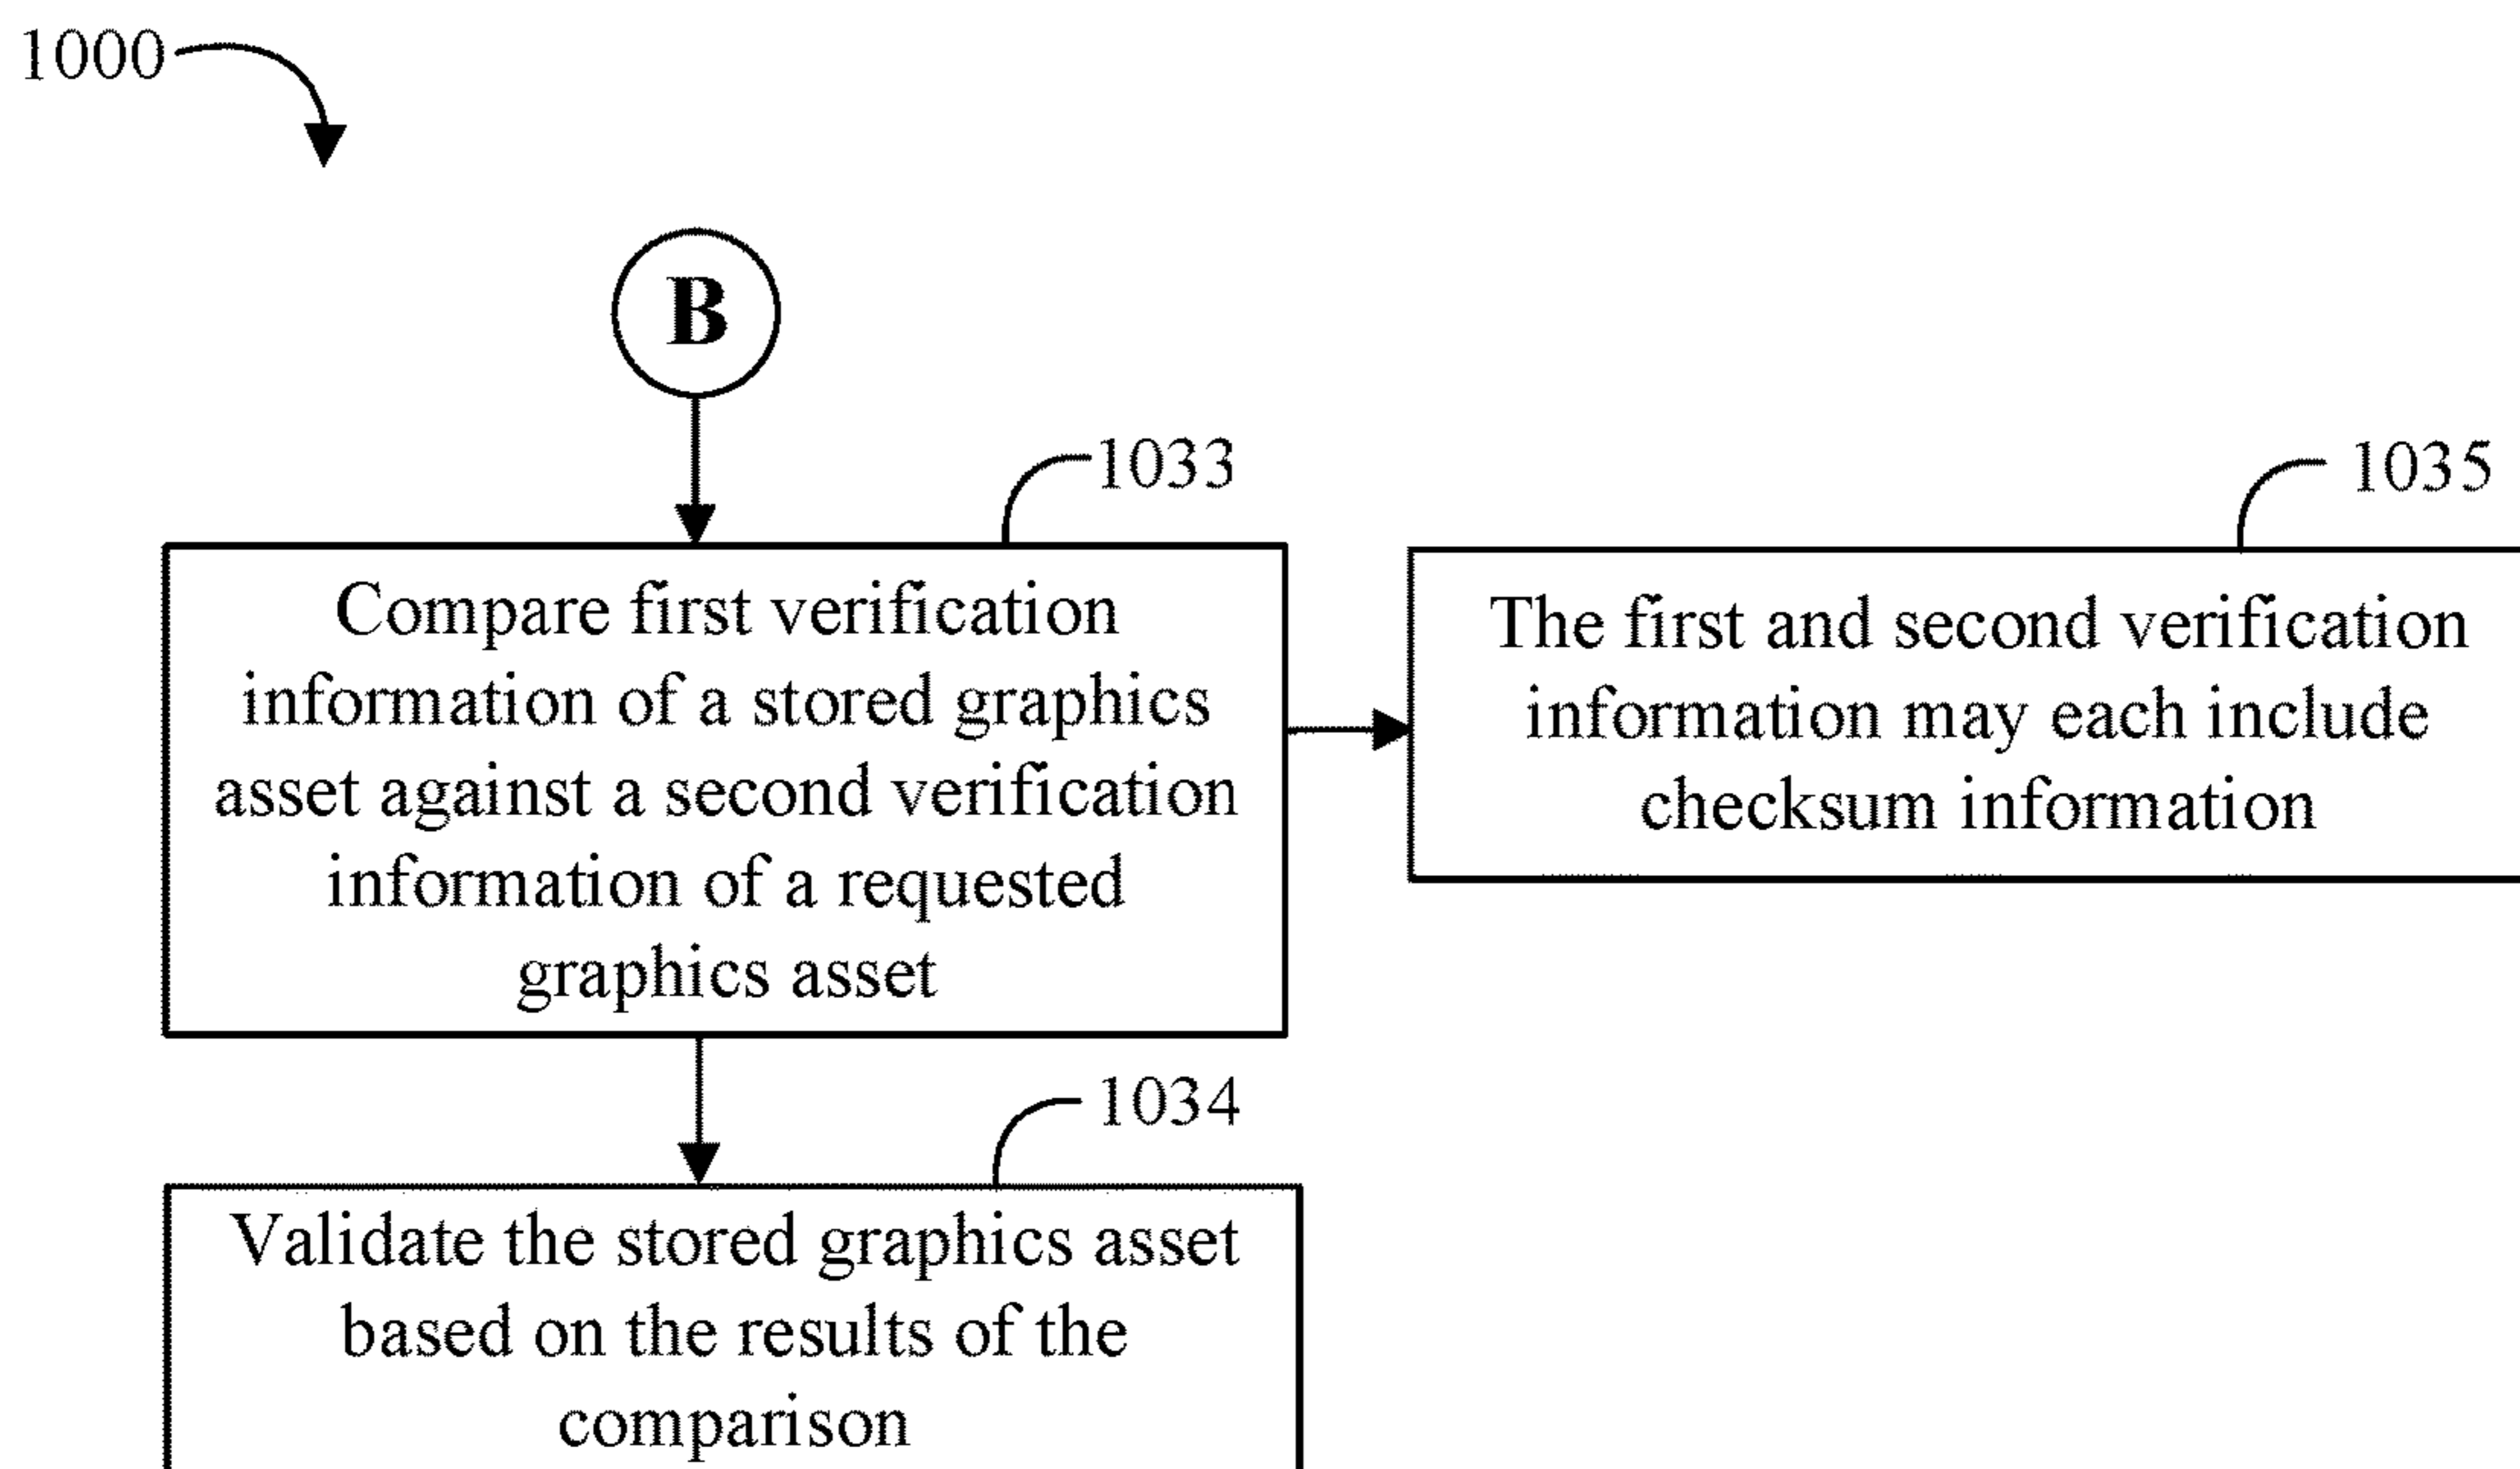 1000
B
1033
Compare first verification
information of a stored graphics
asset against a second verification
information of a requested
graphics asset
1035
The first and second verification
information may each include
checksum information
1034
Validate the stored graphics asset
based on the results of the
comparison